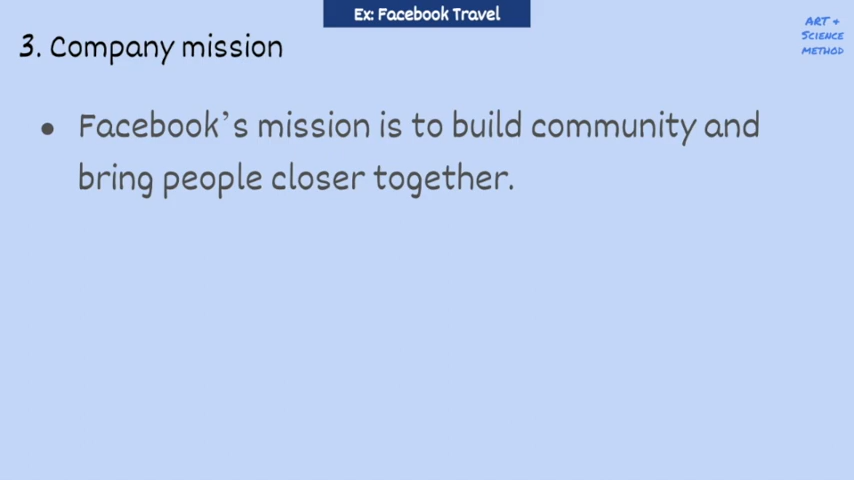 Ex: Facebook Travel
ART +
SCIENCE
METHOD
3. Company mission
● Facebook's mission is to build community and
bring people closer together.